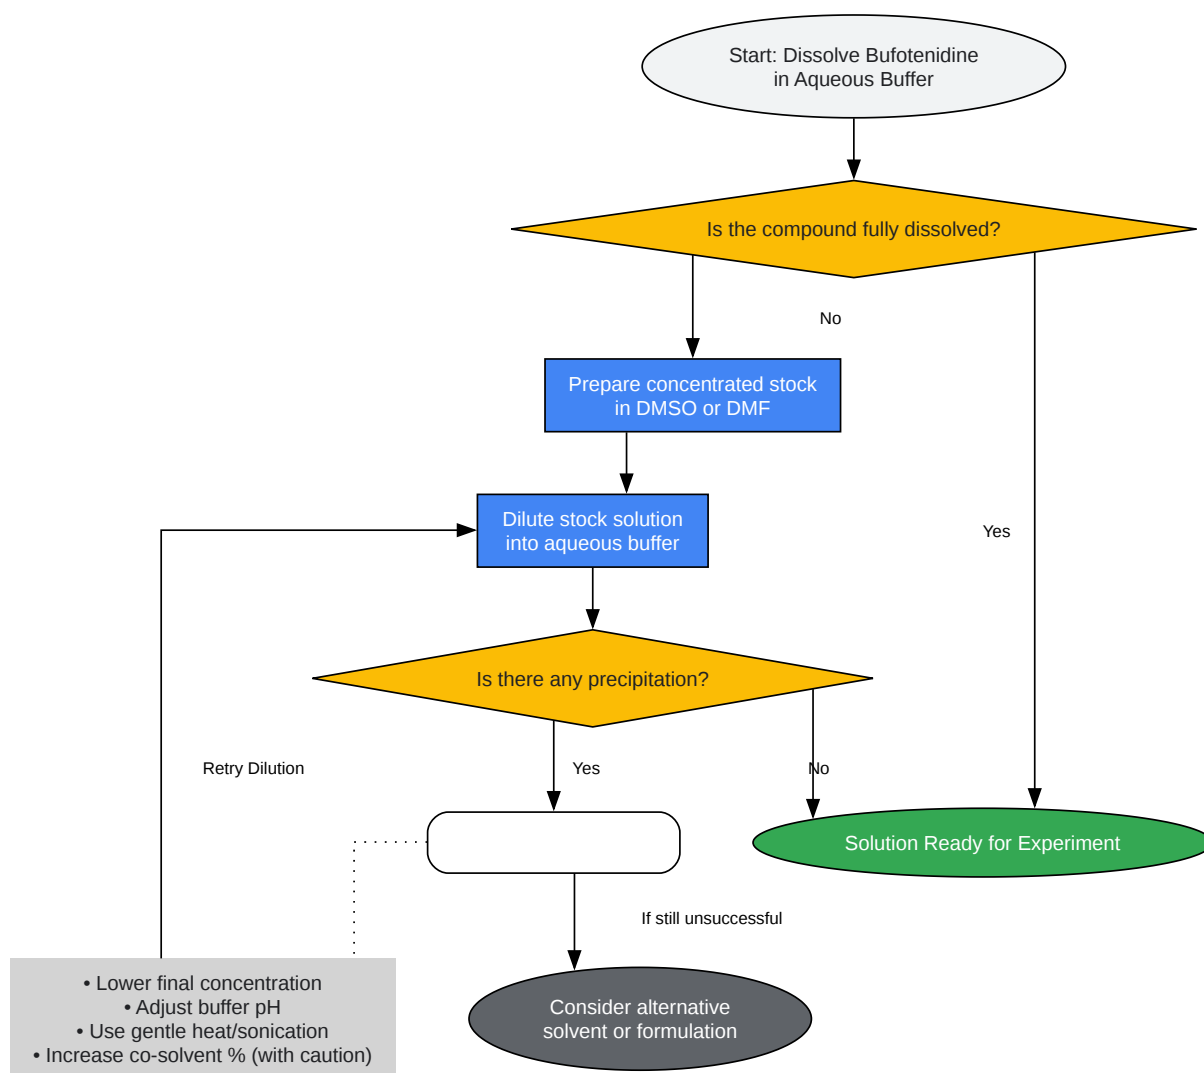 Start: Dissolve Bufotenidine
in Aqueous Buffer
Is the compound fully dissolved?
No
Prepare concentrated stock
in DMSO or DMF
Dilute stock solution
into aqueous buffer
Yes
Is there any precipitation?
Retry Dilution
Yes
No
Solution Ready for Experiment
If still unsuccessful
• Lower final concentration
• Adjust buffer pH
• Use gentle heat/sonication
• Increase co-solvent % (with caution)
Consider alternative
solvent or formulation